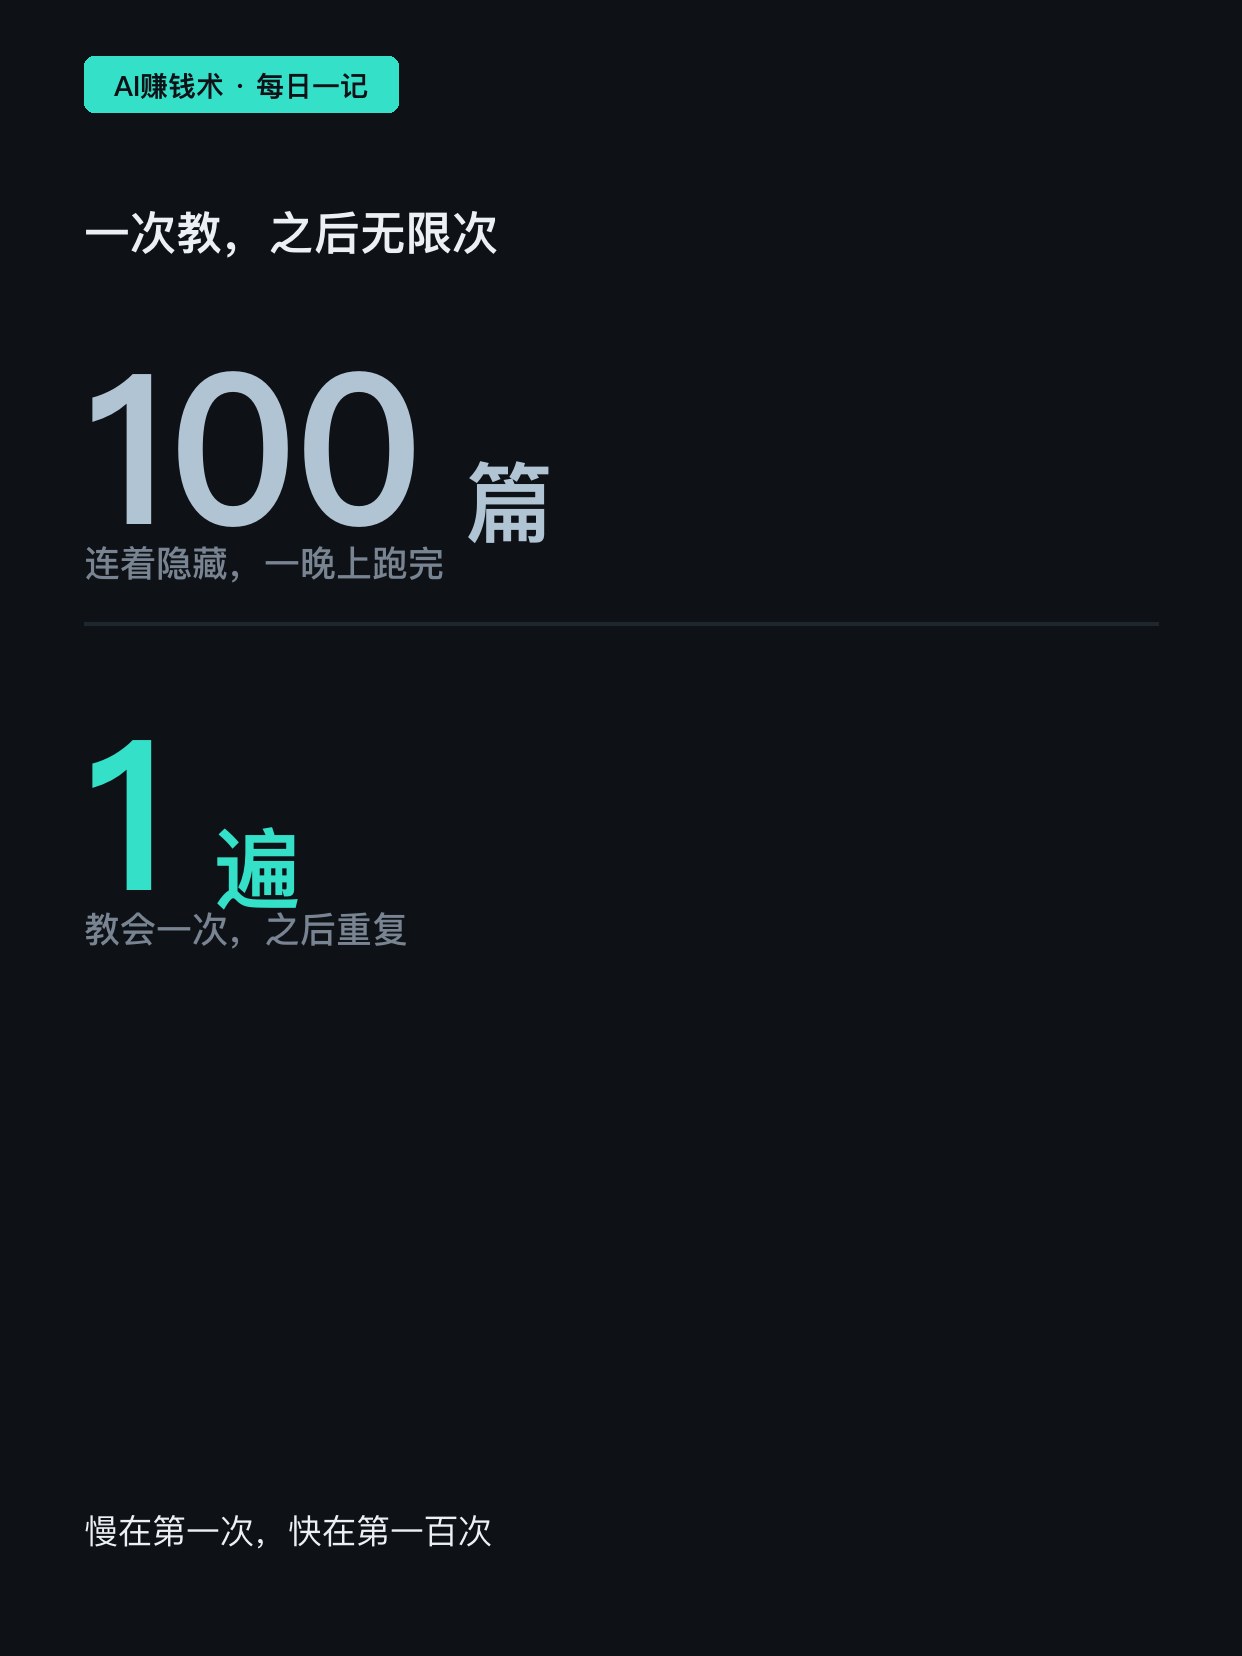 AI赚钱术 · 每日一记
一次教，之后无限次
100 篇
连着隐藏，一晚上跑完
1 遍
教会一次，之后重复
慢在第一次，快在第一百次